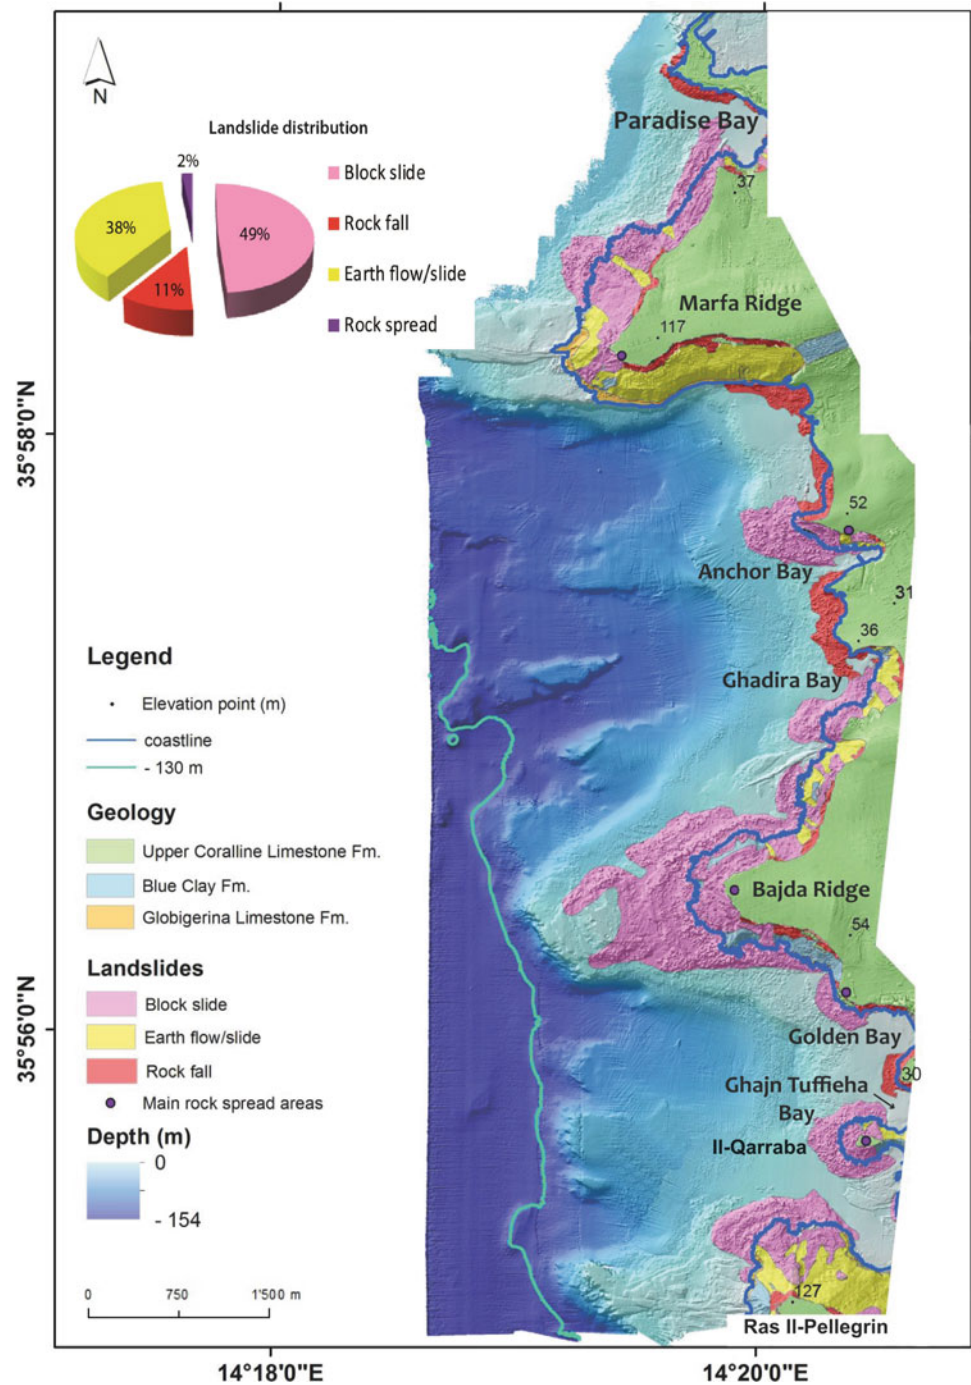 N
Landslide distribution
2%
38%
49%
11%
Block slide
Rock fall
Earth flow/slide
Rock spread
Paradise Bay
37
Marfa Ridge
117
52
Anchor Bay
31
36
Ghadira Bay
Bajda Ridge
54
Golden Bay
30
Ghajn Tuffieha
Bay
Il-Qarraba
127
Ras Il-Pellegrin
35°58'0"N
35°56'0"N
Legend
Elevation point (m)
coastline
- 130 m
Geology
Upper Coralline Limestone Fm.
Blue Clay Fm.
Globigerina Limestone Fm.
Landslides
Block slide
Earth flow/slide
Rock fall
Main rock spread areas
Depth (m)
0
- 154
0 750 1'500 m
14°18'0"E 14°20'0"E